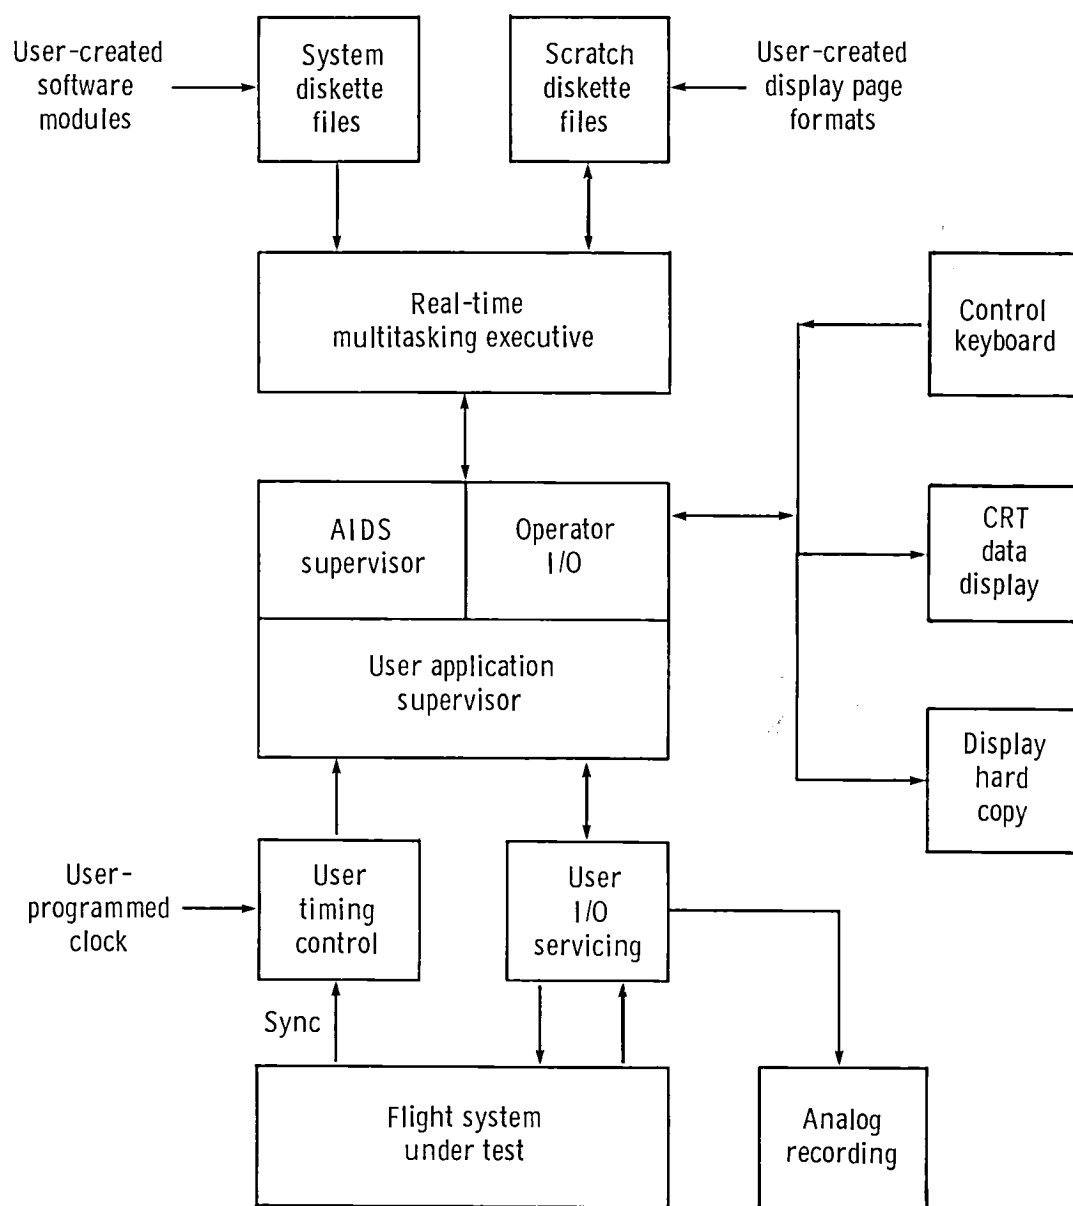 User-created
software
modules
System
diskette
files
Scratch
diskette
files
User-created
display page
formats
Real-time
multitasking executive
Control
keyboard
AIDS
supervisor
Operator
I/O
CRT
data
display
User application
supervisor
Display
hard
copy
User-
programmed
clock
User
timing
control
User
I/O
servicing
Sync
Flight system
under test
Analog
recording